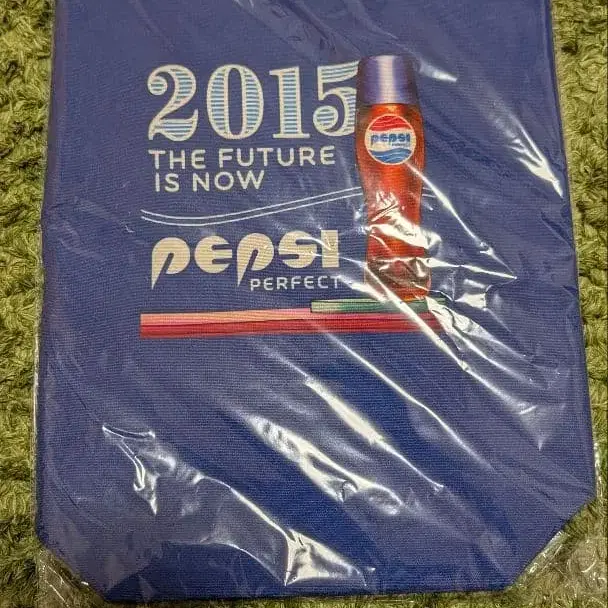 2015
THE FUTURE
IS NOW
PEPSI
PERFECT
PEPSI